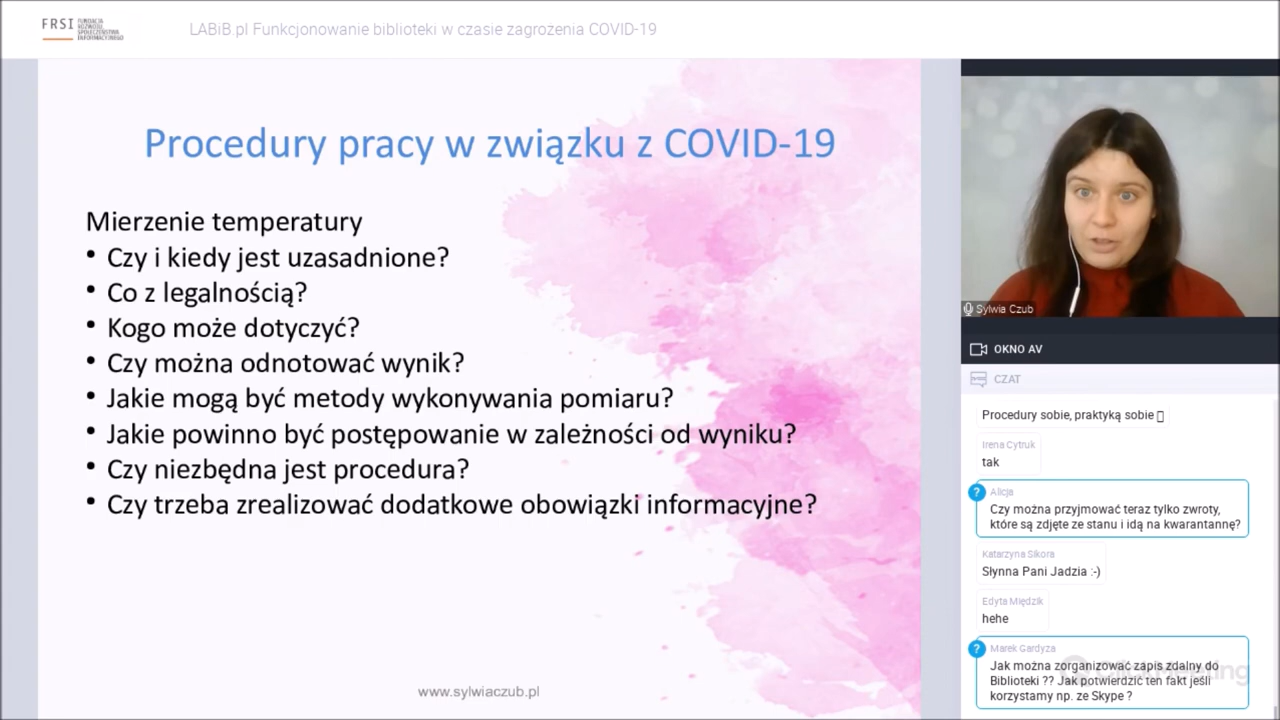 FRSI FUNDACJA
ROZWOJU
SPOŁECZEŃSTWA
INFORMACYJNEGO
LABiB.pl Funkcjonowanie biblioteki w czasie zagrożenia COVID-19
Procedury pracy w związku z COVID-19
Mierzenie temperatury
• Czy i kiedy jest uzasadnione?
• Co z legalnością?
• Kogo może dotyczyć?
• Czy można odnotować wynik?
• Jakie mogą być metody wykonywania pomiaru?
• Jakie powinno być postępowanie w zależności od wyniku?
• Czy niezbędna jest procedura?
• Czy trzeba zrealizować dodatkowe obowiązki informacyjne?
www.sylwiaczub.pl
Sylwia Czub
OKNO AV
CZAT
Procedury sobie, praktyką sobie
Irena Cytruk
tak
? Alicja
Czy można przyjmować teraz tylko zwroty,
które są zdjęte ze stanu i idą na kwarantannę?
Katarzyna Sikora
Słynna Pani Jadzia :-)
Edyta Międzik
hehe
? Marek Gardyza
Jak można zorganizować zapis zdalny do
Biblioteki ?? Jak potwierdzić ten fakt jeśli
korzystamy np. ze Skype ?